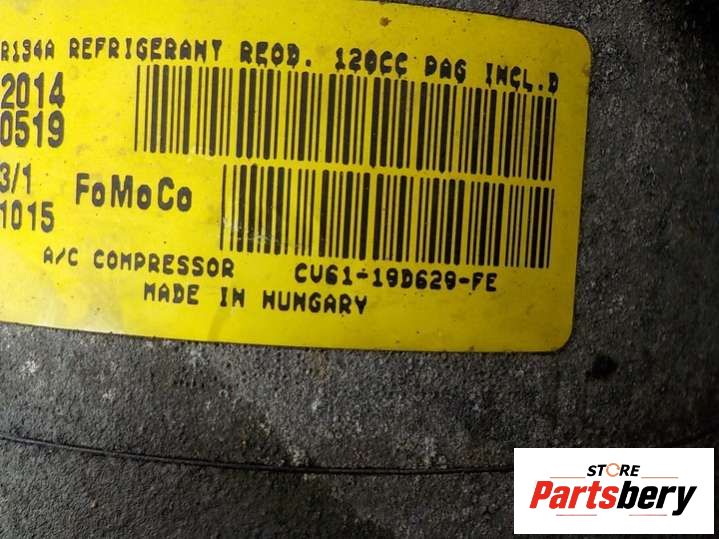 R134A REFRIGERANT REQD. 120CC PAG INCL.D
2014
0519
3/1
FoMoCo
1015
A/C COMPRESSOR CV61-19D629-FE
MADE IN HUNGARY
STORE
Partsbery